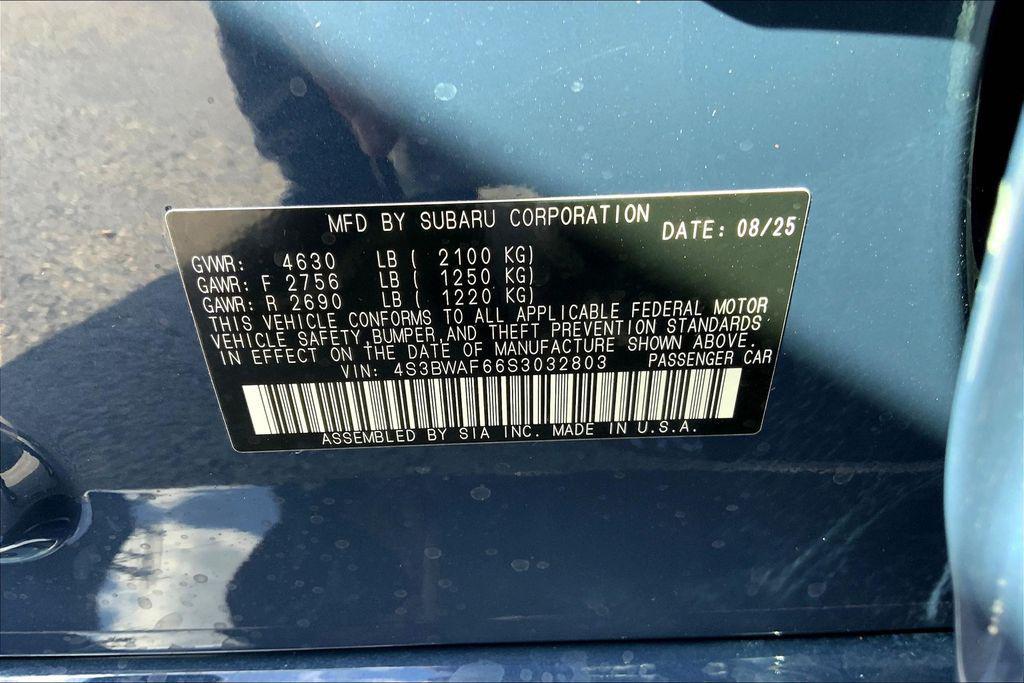 MFD BY SUBARU CORPORATION DATE: 08/25
GVWR: 4630 LB ( 2100 KG)
GAWR: F 2756 LB ( 1250 KG)
GAWR: R 2690 LB ( 1220 KG)
THIS VEHICLE CONFORMS TO ALL APPLICABLE FEDERAL MOTOR
VEHICLE SAFETY,BUMPER,AND THEFT PREVENTION STANDARDS
IN EFFECT ON THE DATE OF MANUFACTURE SHOWN ABOVE.
VIN: 4S3BWAF66S3032803 PASSENGER CAR
ASSEMBLED BY SIA INC. MADE IN U.S.A.